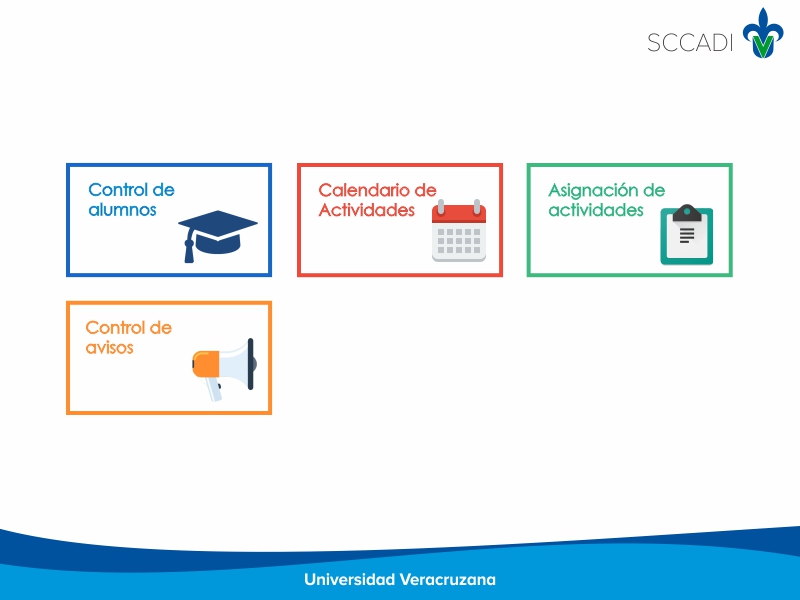 SCCADI
Control de
alumnos
Calendario de
Actividades
Asignación de
actividades
Control de
avisos
Universidad Veracruzana